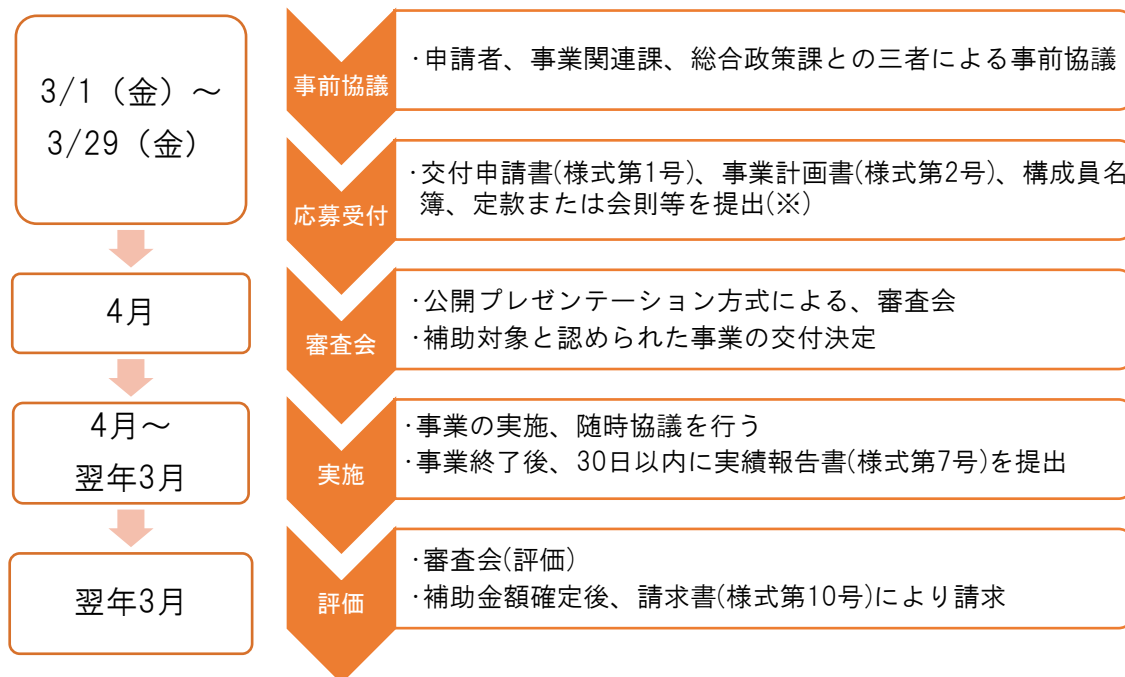 3/1（金）～
3/29（金）
事前協議
・申請者、事業関連課、総合政策課との三者による事前協議
応募受付
・交付申請書(様式第1号)、事業計画書(様式第2号)、構成員名
簿、定款または会則等を提出(※)
4月
審査会
・公開プレゼンテーション方式による、審査会
・補助対象と認められた事業の交付決定
4月～
翌年3月
実施
・事業の実施、随時協議を行う
・事業終了後、30日以内に実績報告書(様式第7号)を提出
翌年3月
評価
・審査会(評価)
・補助金額確定後、請求書(様式第10号)により請求